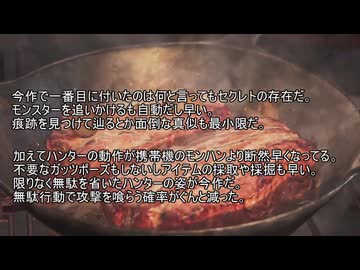 今作で一番目に付いたのは何と言ってもセクレトの存在だ。
モンスターを追いかけるも自動だし早い。
痕跡を見つけて辿るとか面倒な真似も最小限だ。
加えてハンターの動作が携帯機のモンハンより断然早くなってる。
不要なガッツポーズもしないしアイテムの採取や採掘も早い。
限りなく無駄を省いたハンターの姿が今作だ。
無駄行動で攻撃を喰らう確率がぐんと減った。